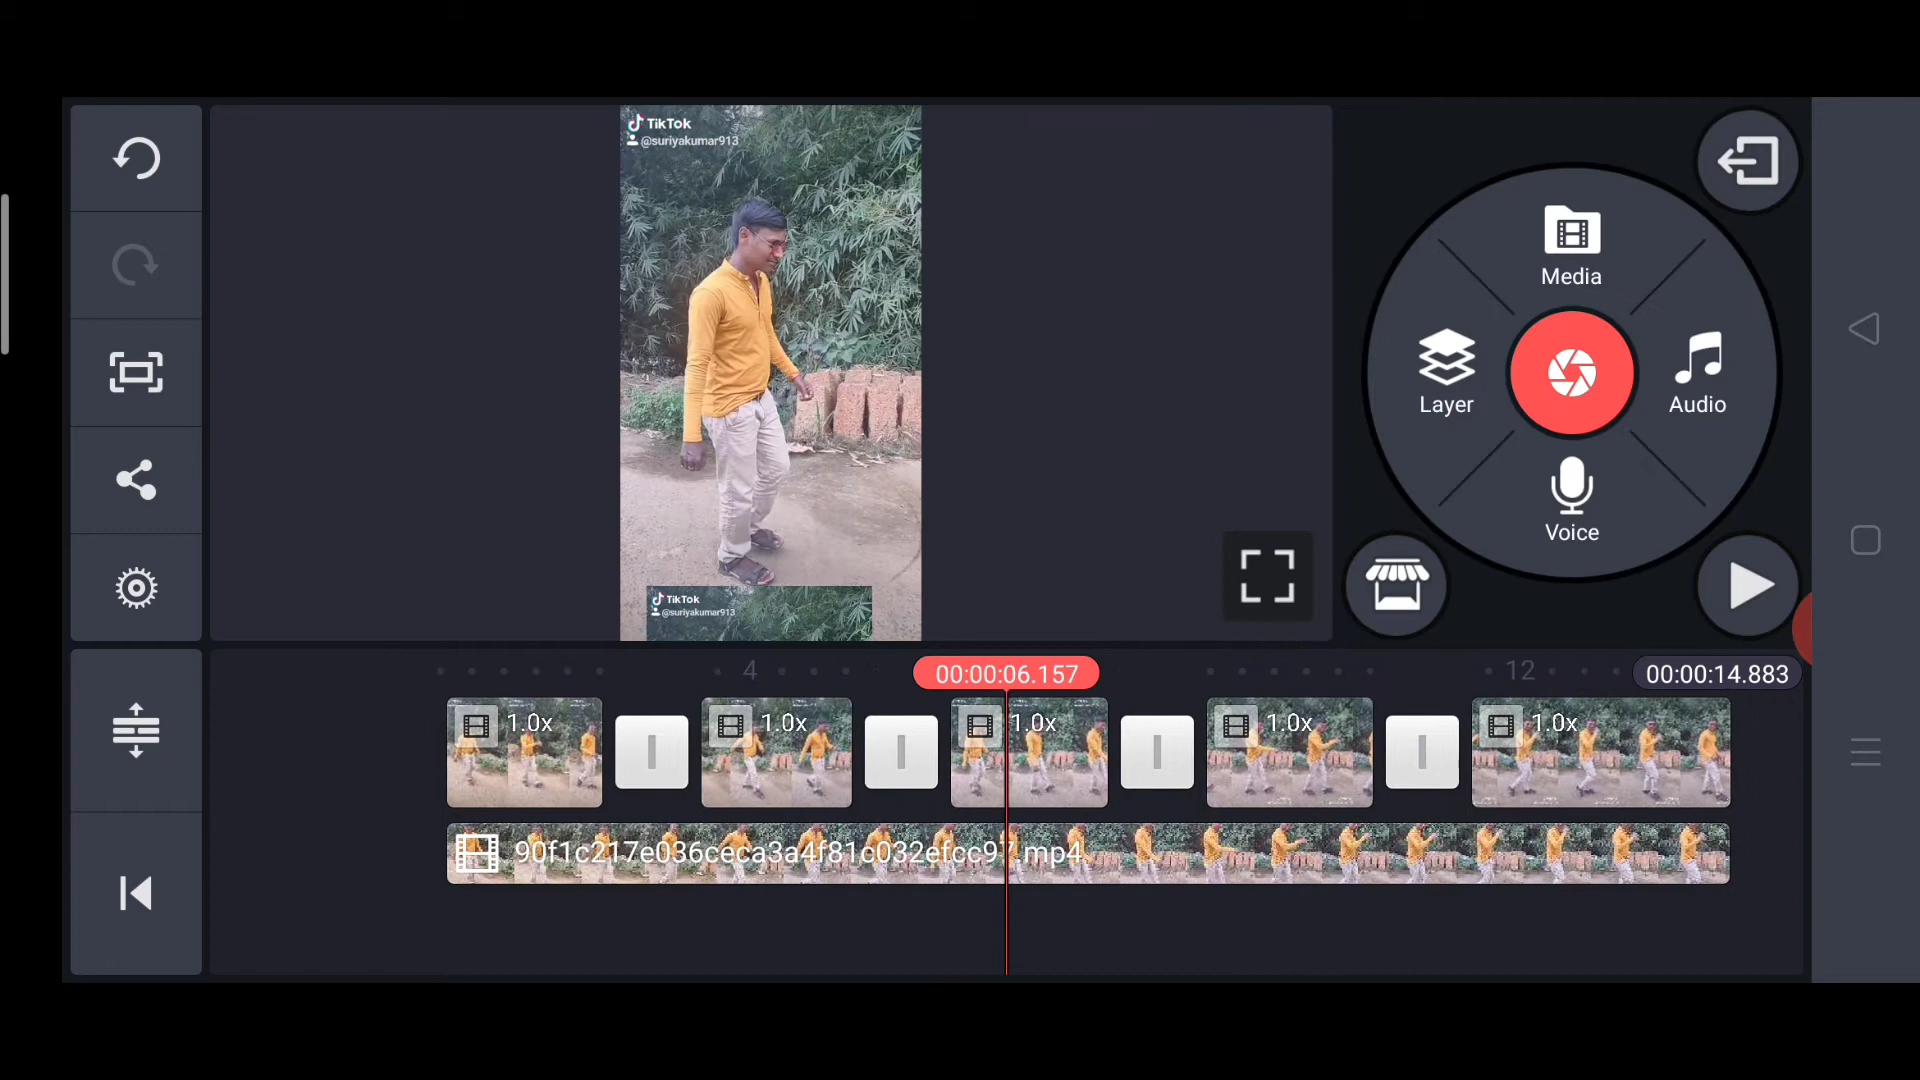 TikTok
@suriyakumar913
TikTok
@suriyakumar913
Media
Layer
Audio
Voice
4
00:00:06.157
12
00:00:14.883
1.0x
1.0x
1.0x
1.0x
1.0x
90f1c217e036ceca3a4f81c032efcc97.mp4